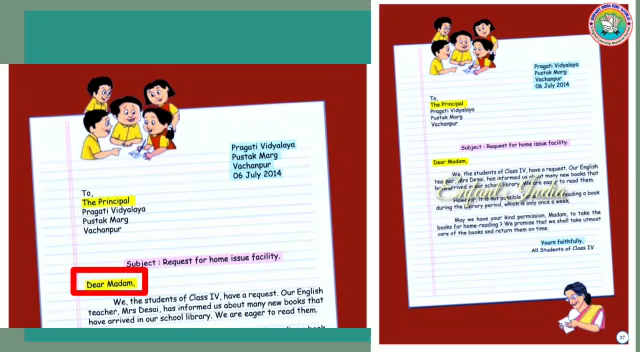 Pragati Vidyalaya
Pustak Marg
Vachanpur
06 July 2014
To,
The Principal
Pragati Vidyalaya
Pustak Marg
Vachanpur
Subject : Request for home issue facility.
Dear Madam,
We, the students of Class IV, have a request. Our English
teacher, Mrs Desai, has informed us about many new books that
have arrived in our school library. We are eager to read them.
Pragati Vidyalaya
Pustak Marg
Vachanpur
06 July 2014
To,
The Principal
Pragati Vidyalaya
Pustak Marg
Vachanpur
Subject : Request for home issue facility.
Dear Madam,
We, the students of Class IV, have a request. Our English
teacher, Mrs Desai, has informed us about many new books that
have arrived in our school library. We are eager to read them.
However, it is not possible reading a book
during the Library period, which is only once a week.
May we have your kind permission, Madam, to take the
books for home-reading ? We promise that we shall take utmost
care of the books and return them on time.
Yours faithfully,
All Students of Class IV
37